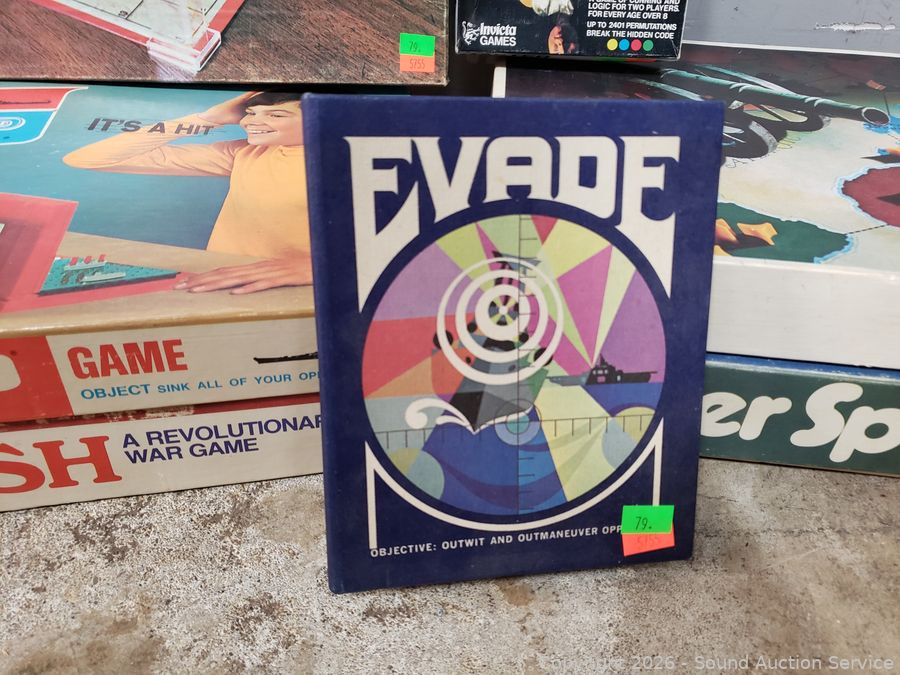 79.
5755
Invicta
GAMES
LOGIC FOR TWO PLAYERS.
FOR EVERY AGE OVER 8
UP TO 2401 PERMUTATIONS
BREAK THE HIDDEN CODE
IT'S A HIT
GAME
OBJECT SINK ALL OF YOUR
SH
A REVOLUTIONAR
WAR GAME
EVADE
OBJECTIVE: OUTWIT AND OUTMANEUVER
79.
5755
er Sp
Copyright 2026 - Sound Auction Service